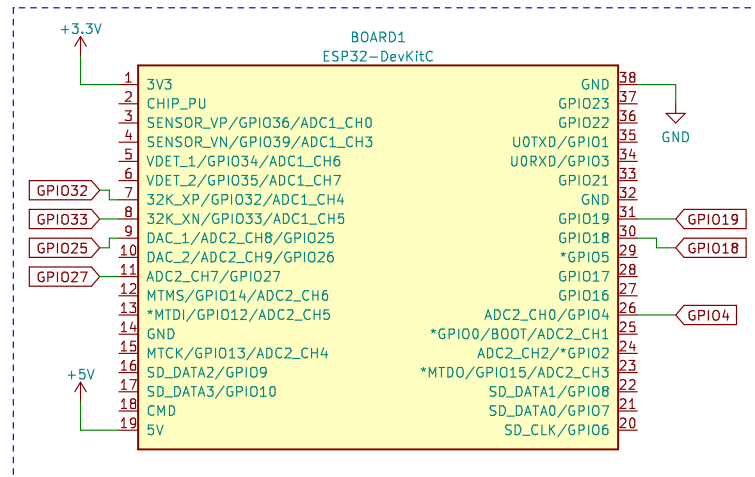 +3.3V
BOARD1
ESP32-DevKitC
1 3V3 GND 38
2 CHIP_PU GPIO23 37
3 SENSOR_VP/GPIO36/ADC1_CH0 GPIO22 36
GND
4 SENSOR_VN/GPIO39/ADC1_CH3 U0TXD/GPIO1 35
5 VDET_1/GPIO34/ADC1_CH6 U0RXD/GPIO3 34
6 VDET_2/GPIO35/ADC1_CH7 GPIO21 33
GPIO32
7 32K_XP/GPIO32/ADC1_CH4 GND 32
GPIO33 8 32K_XN/GPIO33/ADC1_CH5 GPIO19 31 GPIO19
9 DAC_1/ADC2_CH8/GPIO25 GPIO18 30
GPIO25 GPIO18
10 DAC_2/ADC2_CH9/GPIO26 *GPIO5 29
GPIO27 11 ADC2_CH7/GPIO27 GPIO17 28
12 MTMS/GPIO14/ADC2_CH6 GPIO16 27
13 *MTDI/GPIO12/ADC2_CH5 ADC2_CH0/GPIO4 26 GPIO4
14 GND *GPIO0/BOOT/ADC2_CH1 25
15 MTCK/GPIO13/ADC2_CH4 ADC2_CH2/*GPIO2 24
+5V
16 SD_DATA2/GPIO9 *MTDO/GPIO15/ADC2_CH3 23
17 SD_DATA3/GPIO10 SD_DATA1/GPIO8 22
18 CMD SD_DATA0/GPIO7 21
19 5V SD_CLK/GPIO6 20